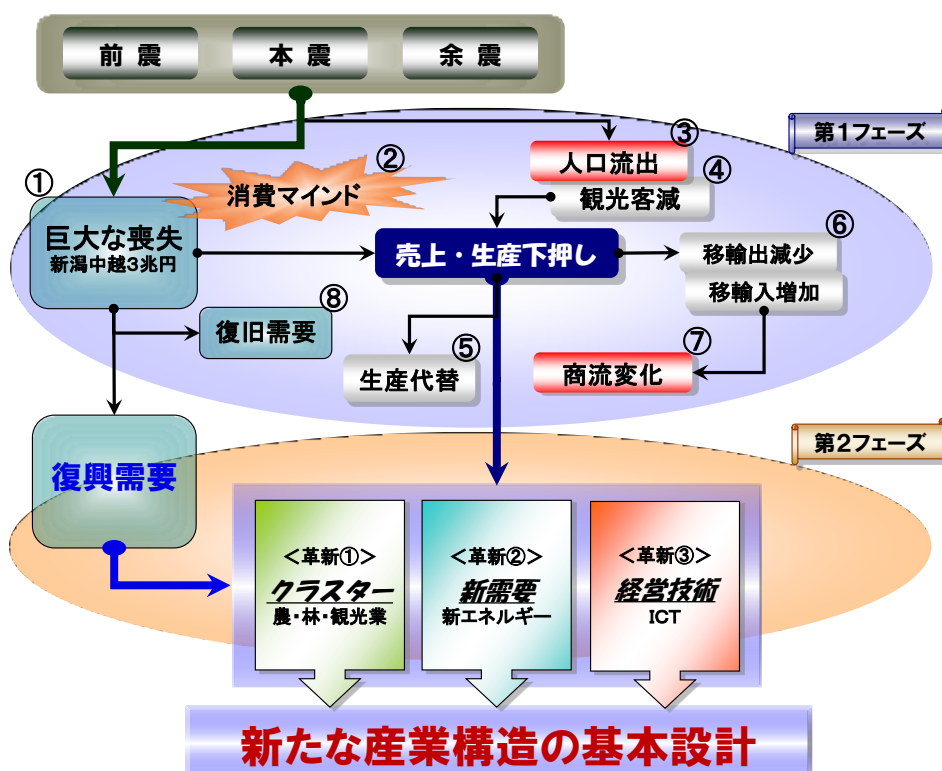 前震
本震
余震
第1フェーズ
①
②
消費マインド
③
人口流出
④
観光客減
巨大な喪失
新潟中越3兆円
売上・生産下押し
⑥
移輸出減少
移輸入増加
⑧
復旧需要
⑤
生産代替
⑦
商流変化
第2フェーズ
復興需要
＜革新①＞
クラスター
農・林・観光業
＜革新②＞
新需要
新エネルギー
＜革新③＞
経営技術
ICT
新たな産業構造の基本設計